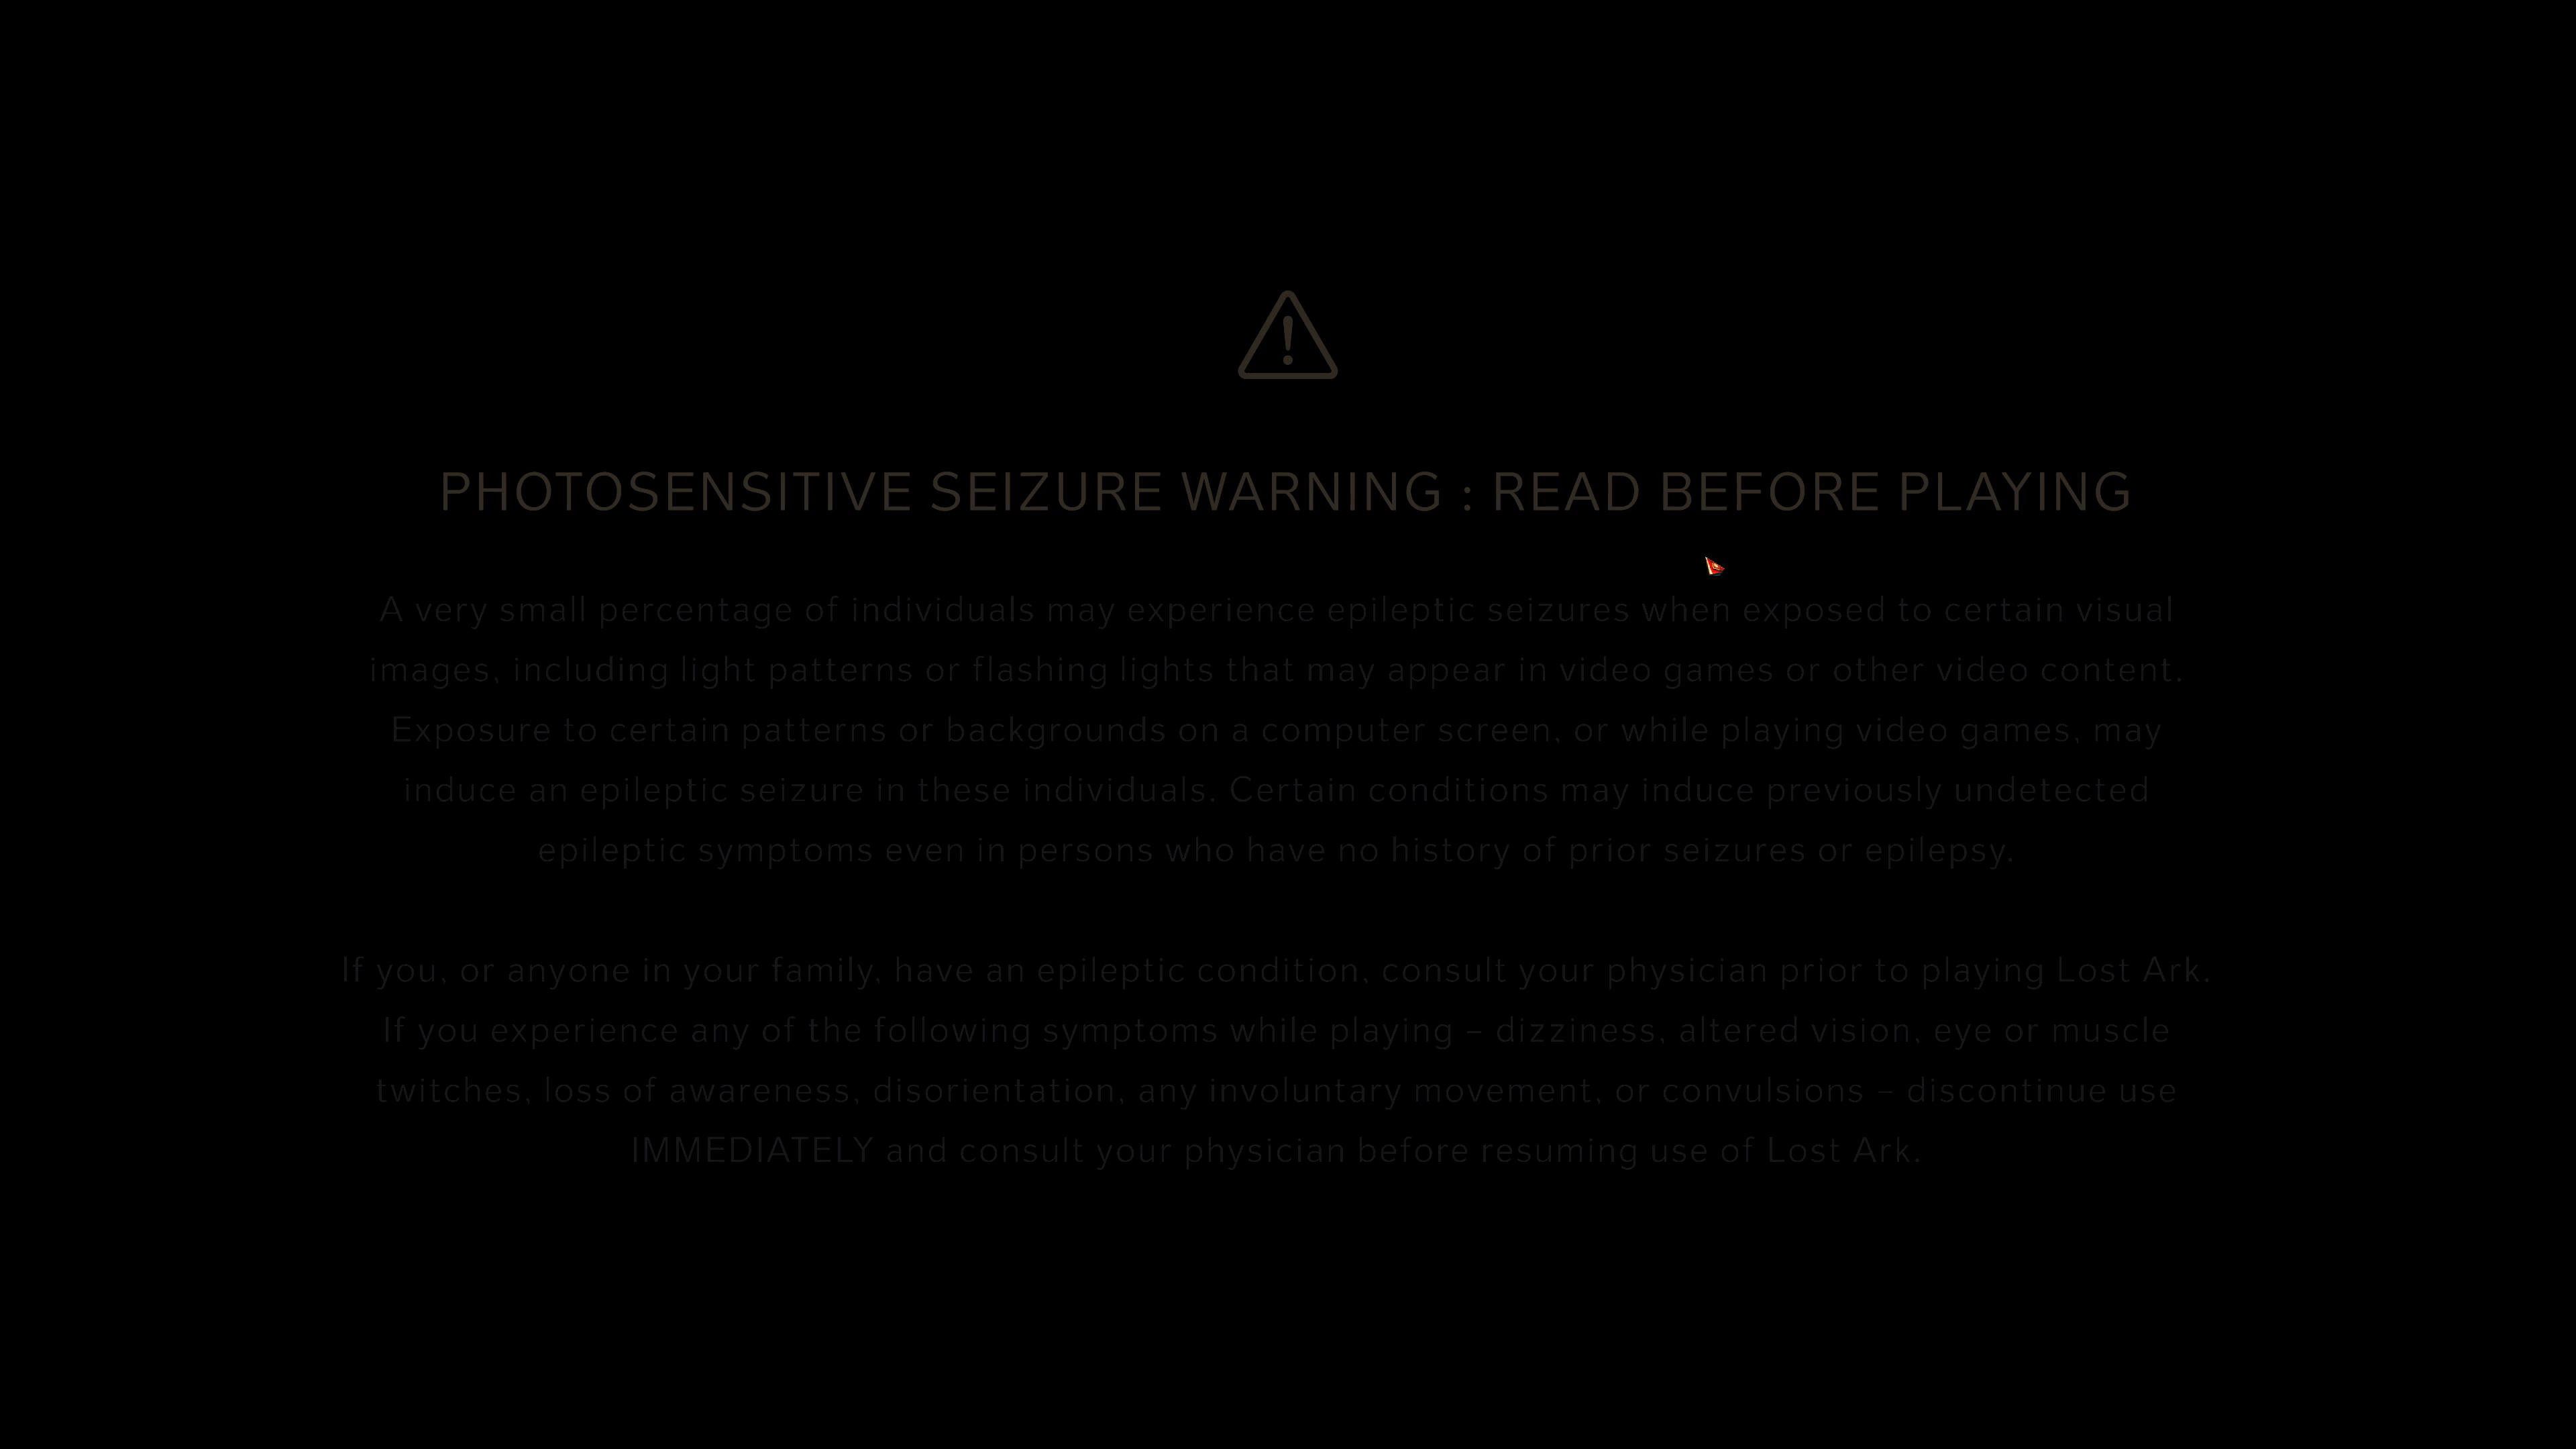 PHOTOSENSITIVE SEIZURE WARNING : READ BEFORE PLAYING
A very small percentage of individuals may experience epileptic seizures when exposed to certain visual
images, including light patterns or flashing lights that may appear in video games or other video content.
Exposure to certain patterns or backgrounds on a computer screen, or while playing video games, may
induce an epileptic seizure in these individuals. Certain conditions may induce previously undetected
epileptic symptoms even in persons who have no history of prior seizures or epilepsy.
If you, or anyone in your family, have an epileptic condition, consult your physician prior to playing Lost Ark.
If you experience any of the following symptoms while playing – dizziness, altered vision, eye or muscle
twitches, loss of awareness, disorientation, any involuntary movement, or convulsions – discontinue use
IMMEDIATELY and consult your physician before resuming use of Lost Ark.